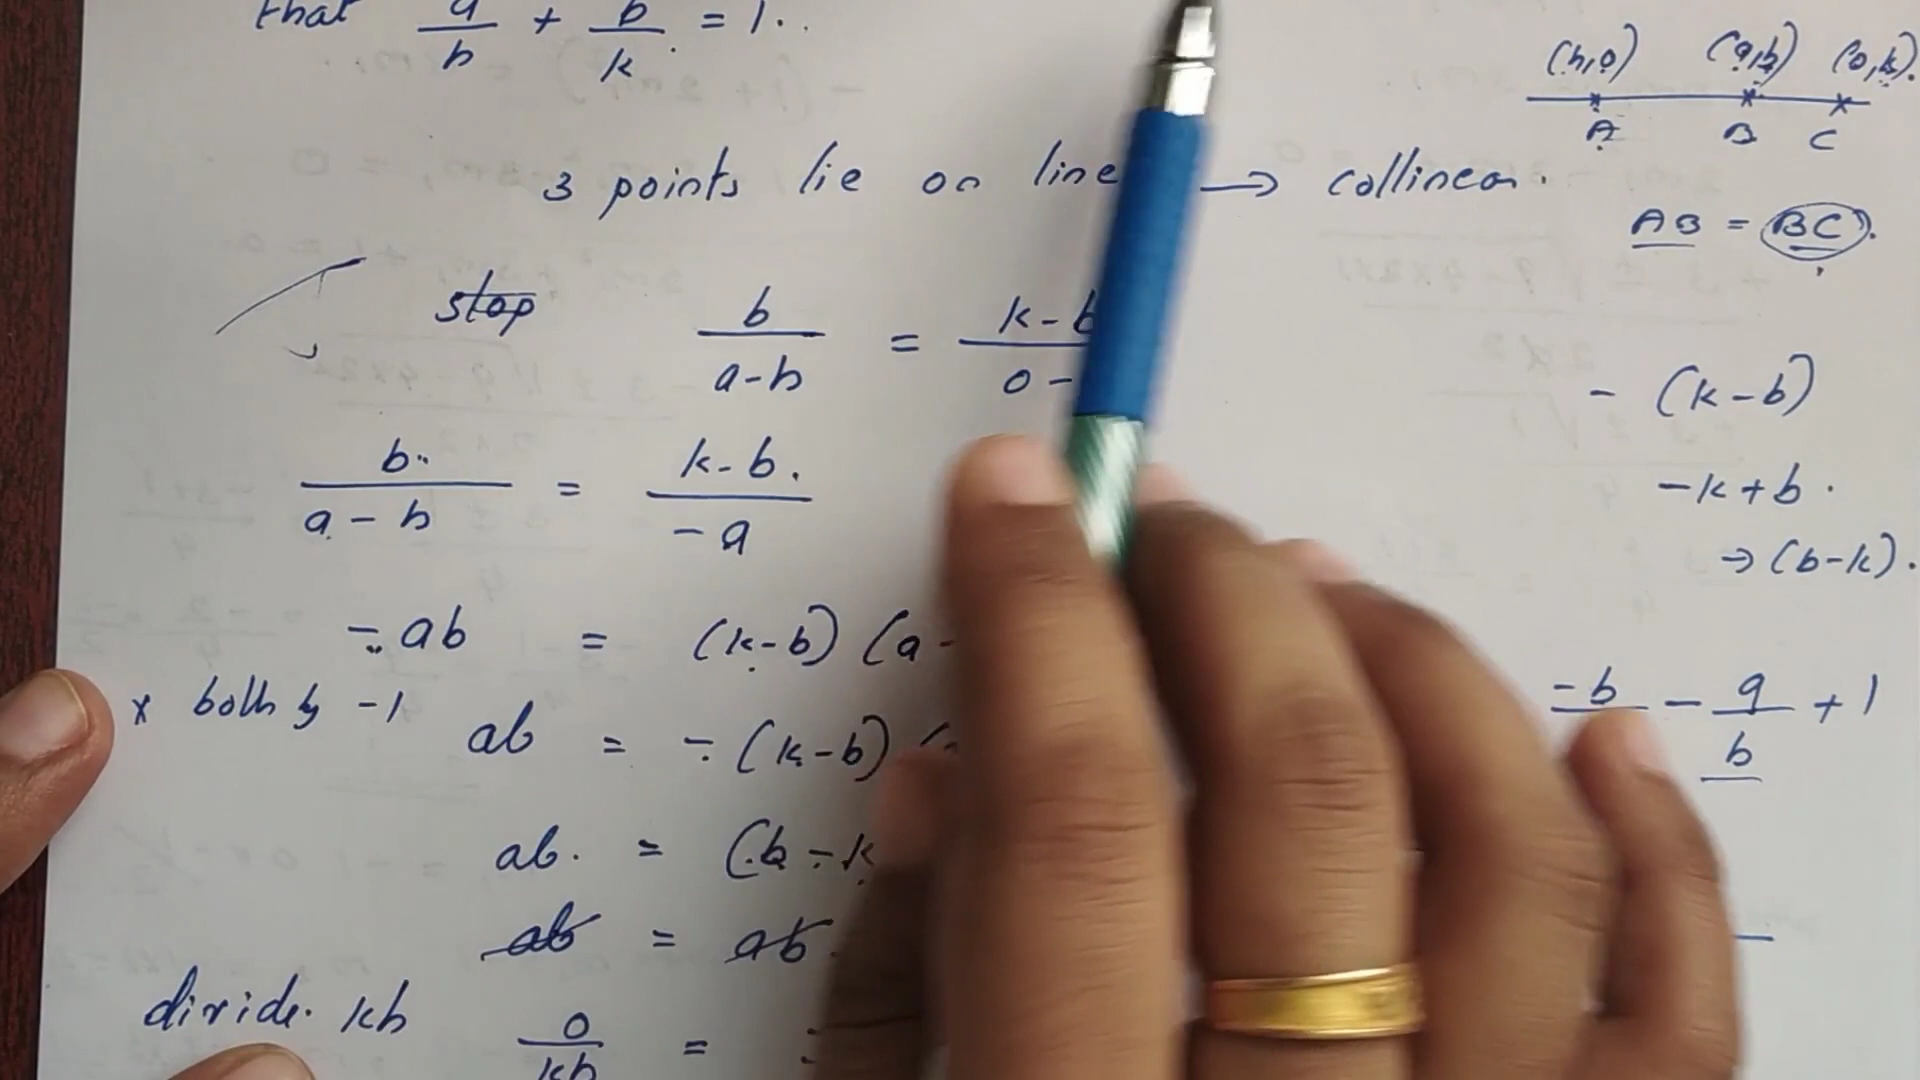 that a/h + b/k = 1..
(h,0) (a,b) (0,k).
A B C
3 points lie on line → collinear.
AB = BC.
stop b/a-h = k-b/0-
- (k-b)
b/a-h = k-b./-a
-k+b.
→ (b-k).
-ab = (k-b) (a-
x both by -1
ab = -(k-b)
-b - a/h + 1
ab. = (b-k
ab = ab
divide. kh
0/kh =